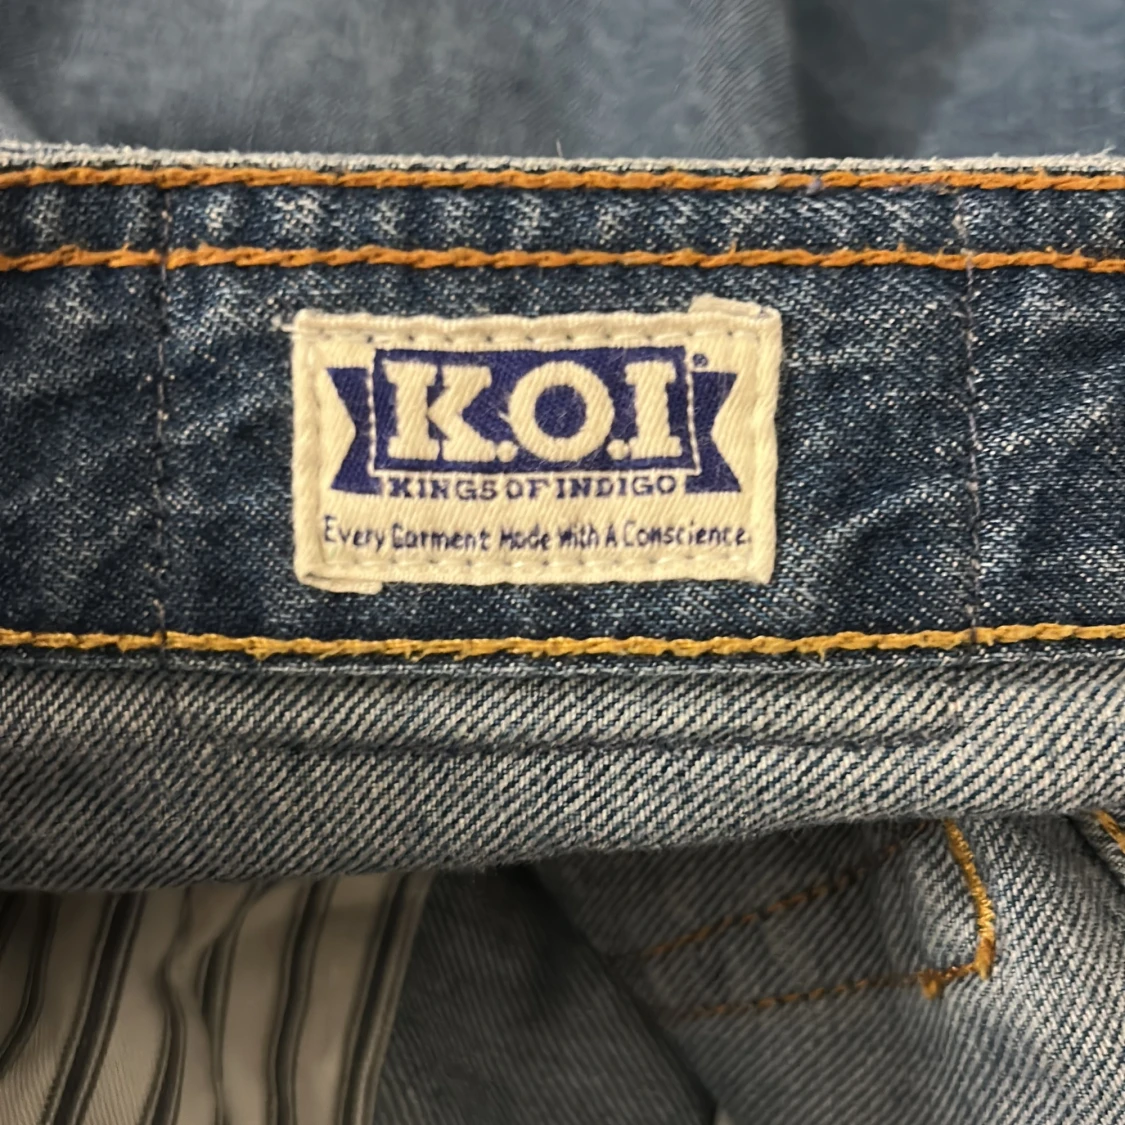 K.O.I®
KINGS OF INDIGO
Every Garment Made With A Conscience.